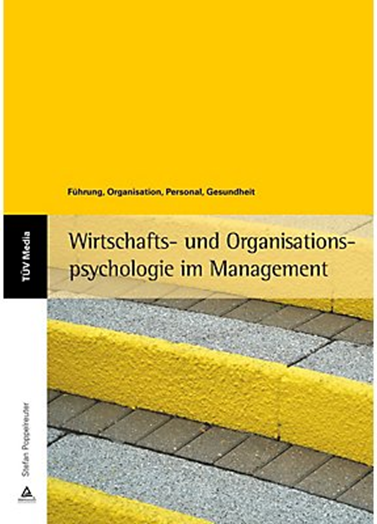 Führung, Organisation, Personal, Gesundheit
TÜV Media
Wirtschafts- und Organisations-
psychologie im Management
Stefan Poppelreuter